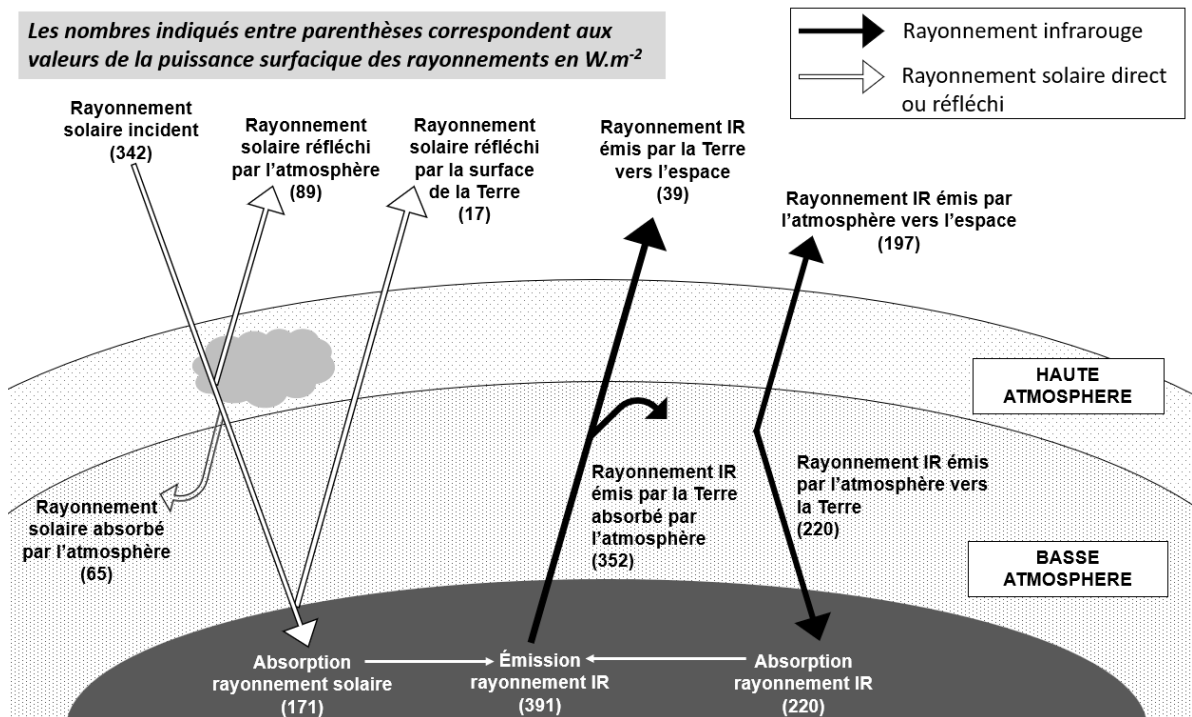 Les nombres indiqués entre parenthèses correspondent aux
valeurs de la puissance surfacique des rayonnements en W.m-2
Rayonnement infrarouge
Rayonnement solaire direct
ou réfléchi
Rayonnement
solaire incident
(342)
Rayonnement
solaire réfléchi
par l'atmosphère
(89)
Rayonnement
solaire réfléchi
par la surface
de la Terre
(17)
Rayonnement IR
émis par la Terre
vers l'espace
(39)
Rayonnement IR émis par
l'atmosphère vers l'espace
(197)
HAUTE
ATMOSPHERE
Rayonnement
solaire absorbé
par l'atmosphère
(65)
Rayonnement IR
émis par la Terre
absorbé par
l'atmosphère
(352)
Rayonnement IR émis
par l'atmosphère vers
la Terre
(220)
BASSE
ATMOSPHERE
Absorption
rayonnement solaire
(171)
Émission
rayonnement IR
(391)
Absorption
rayonnement IR
(220)